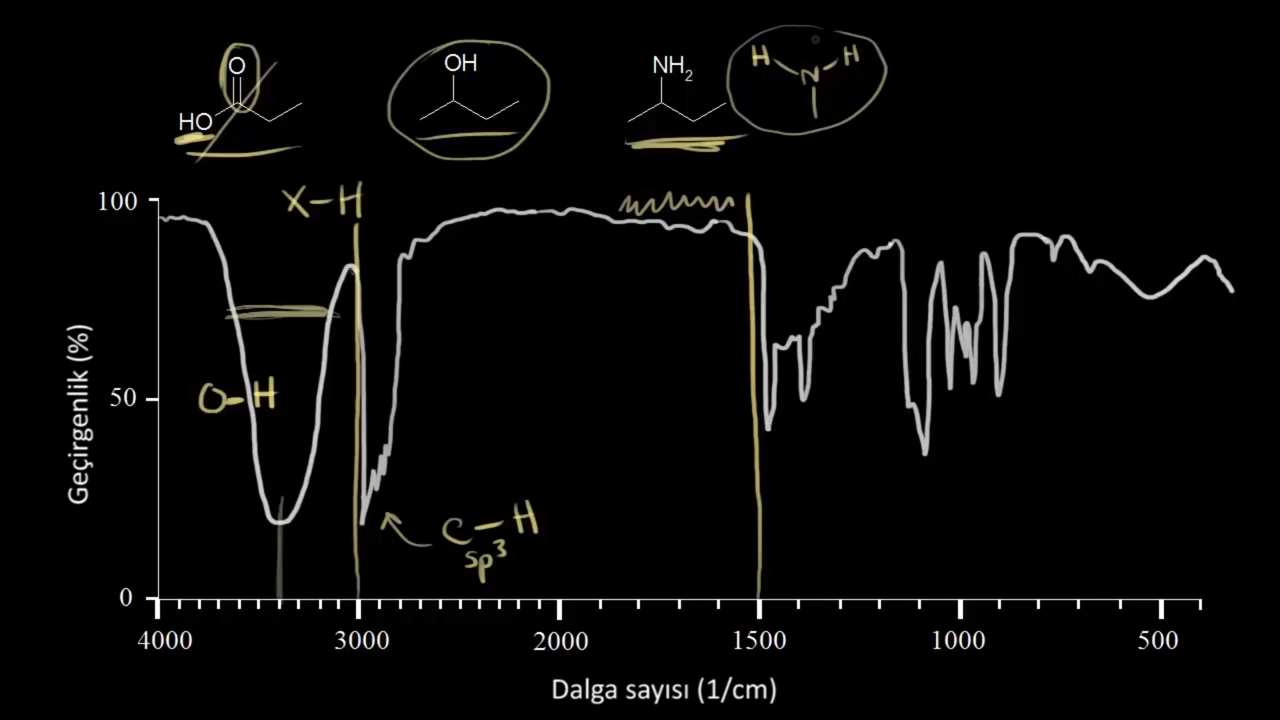 O
HO
OH
NH2
H N H
X-H
100
50
0
O-H
C-H
sp3
Geçirgenlik (%)
4000 3000 2000 1500 1000 500
Dalga sayısı (1/cm)